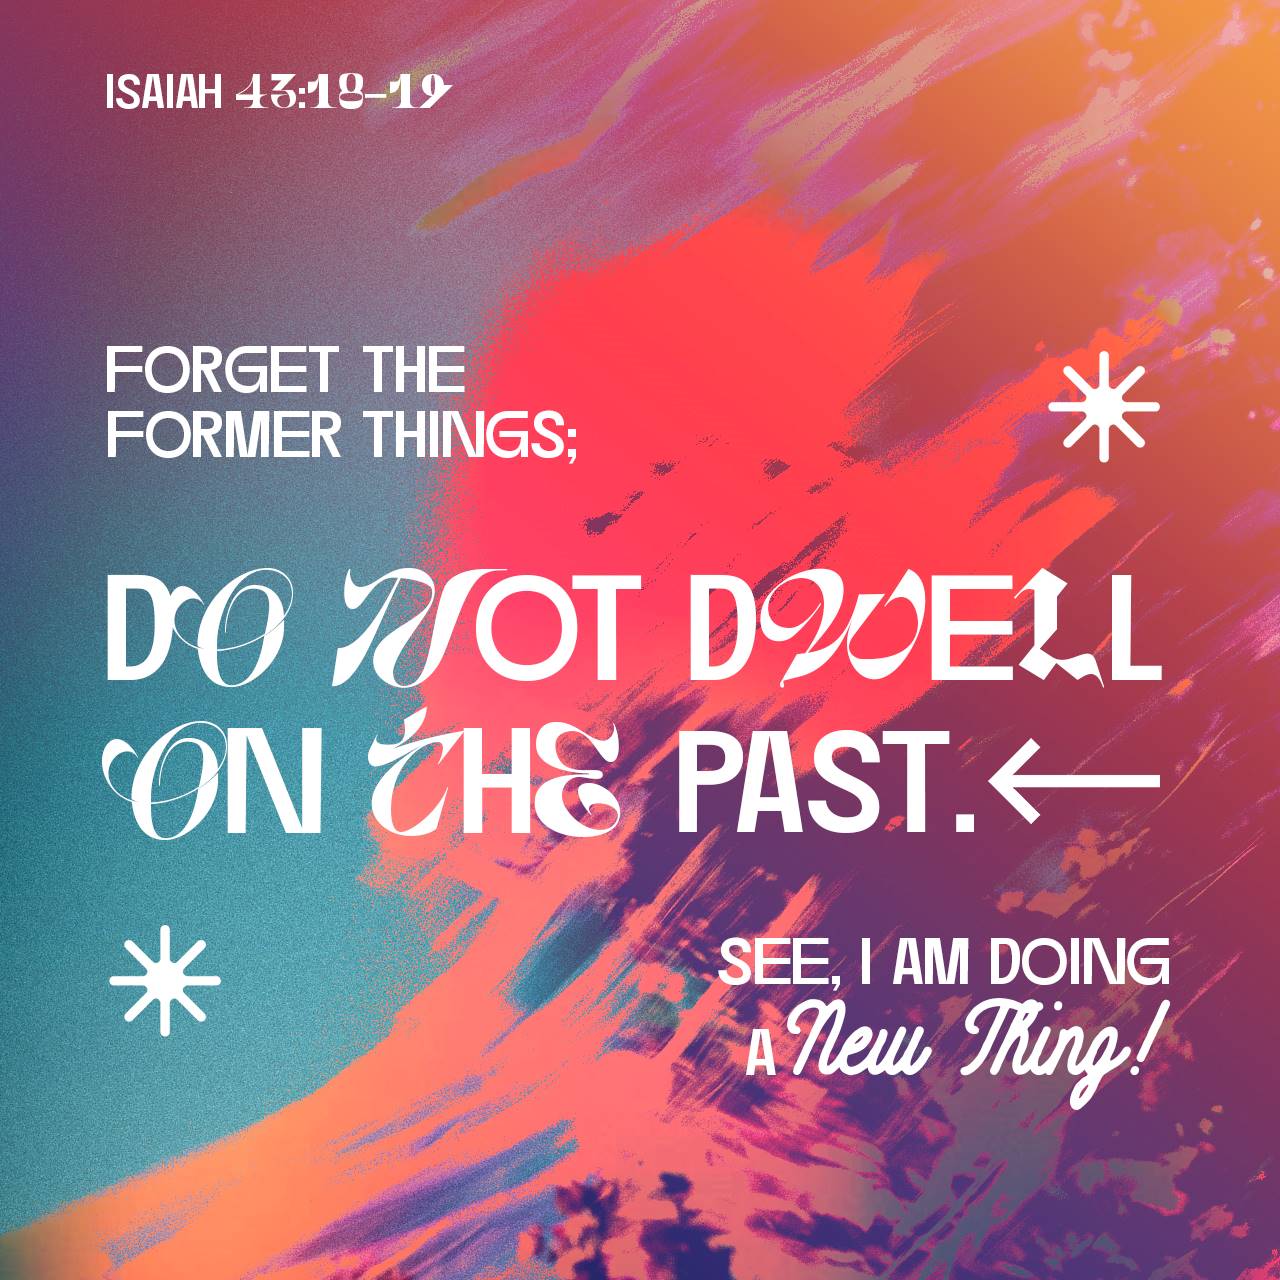 ISAIAH 43:18–19
FORGET THE
FORMER THINGS;
DO NOT DWELL
ON THE PAST.←
SEE, I AM DOING
A New Thing!